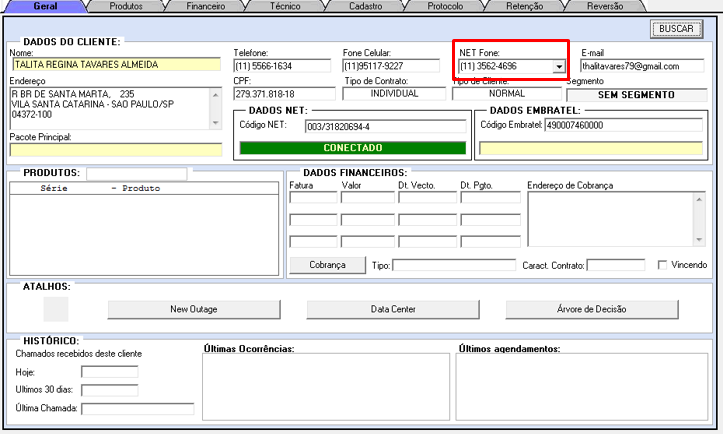 Geral Produtos Financeiro Técnico Cadastro Protocolo Retenção Reversão
BUSCAR
DADOS DO CLIENTE:
Nome: Telefone: Fone Celular: NET Fone: E-mail
TALITA REGINA TAVARES ALMEIDA (11) 5566-1634 (11)95117-9227 (11) 3562-4696 thalitavares79@gmail.com
Endereço CPF: Tipo de Contrato: Tipo de Cliente: Segmento
R BR DE SANTA MARTA, 235 279.371.818-18 INDIVIDUAL NORMAL SEM SEGMENTO
VILA SANTA CATARINA - SAO PAULO/SP
04372-100
DADOS NET: DADOS EMBRATEL:
Código NET: 003/31820694-4 Código Embratel: 490007460000
Pacote Principal:
CONECTADO
PRODUTOS: DADOS FINANCEIROS:
Série - Produto
Fatura Valor Dt. Vecto. Dt. Pgto. Endereço de Cobrança
Cobrança Tipo: Caract. Contrato: Vincendo
ATALHOS:
New Outage Data Center Árvore de Decisão
HISTÓRICO:
Chamados recebidos deste cliente Últimas Ocorrências: Últimos agendamentos:
Hoje:
Ultimos 30 dias:
Última Chamada: